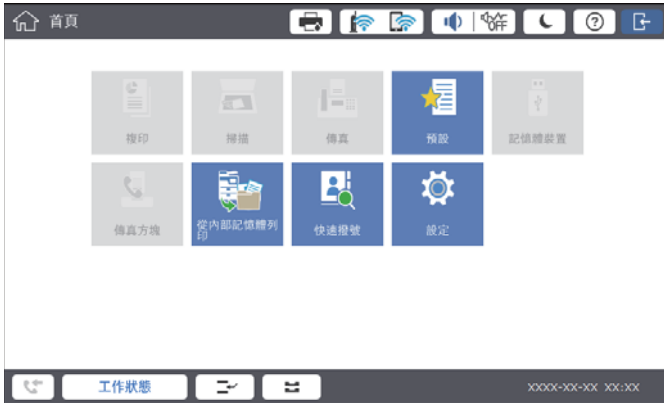 首頁
OFF
?
複印
掃描
傳真
預設
記憶體裝置
傳真方塊
從內部記憶體列
印
快速撥號
設定
工作狀態
XXXX-XX-XX XX:XX